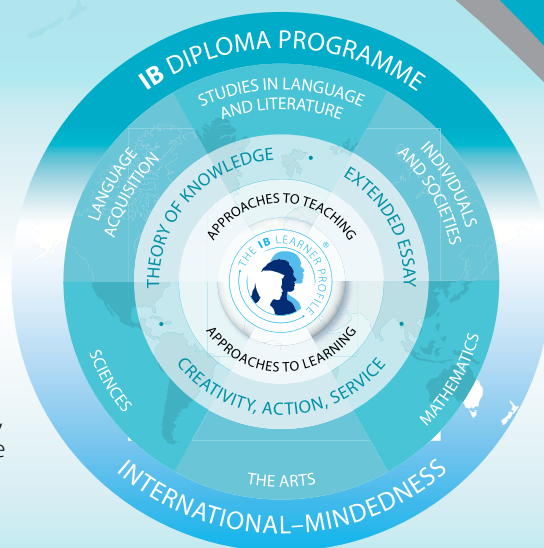 IB DIPLOMA PROGRAMME
STUDIES IN LANGUAGE
AND LITERATURE
LANGUAGE
ACQUISITION
INDIVIDUALS
AND SOCIETIES
THEORY OF KNOWLEDGE
•
EXTENDED ESSAY
•
APPROACHES TO TEACHING
THE IB LEARNER PROFILE
®
APPROACHES TO LEARNING
•
CREATIVITY, ACTION, SERVICE
SCIENCES
MATHEMATICS
THE ARTS
INTERNATIONAL–MINDEDNESS
,
e